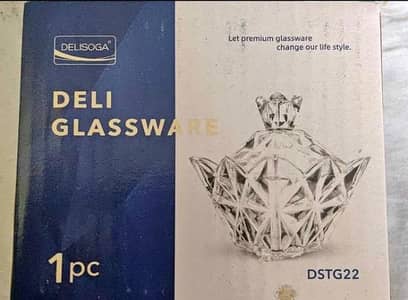 DELISOGA®
Let premium glassware
change our life style.
DELI
GLASSWARE
1pc
DSTG22